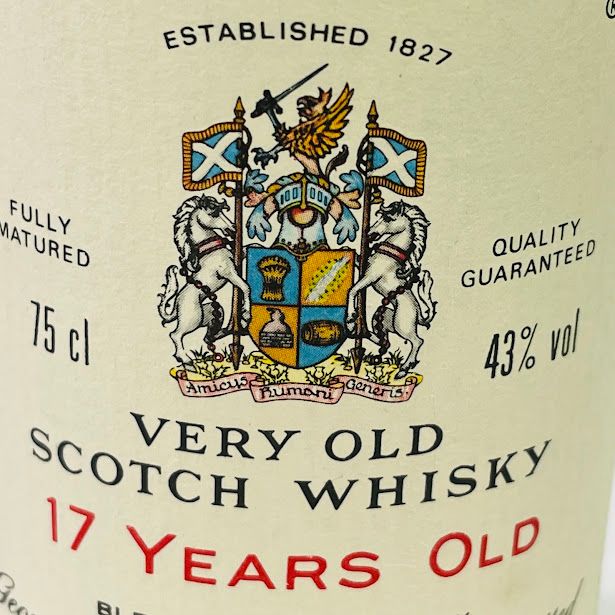 ESTABLISHED 1827
FULLY
MATURED
QUALITY
GUARANTEED
75 cl
43% vol
Amicus Humani Generis
VERY OLD
SCOTCH WHISKY
17 YEARS OLD